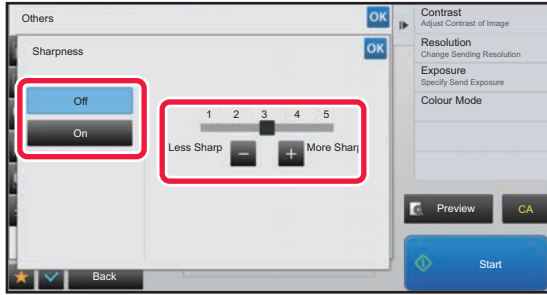 Others
OK
Sharpness
OK
Off
On
1 2 3 4 5
Less Sharp
More Sharp
Back
Contrast
Adjust Contrast of Image
Resolution
Change Sending Resolution
Exposure
Specify Send Exposure
Colour Mode
Preview
CA
Start